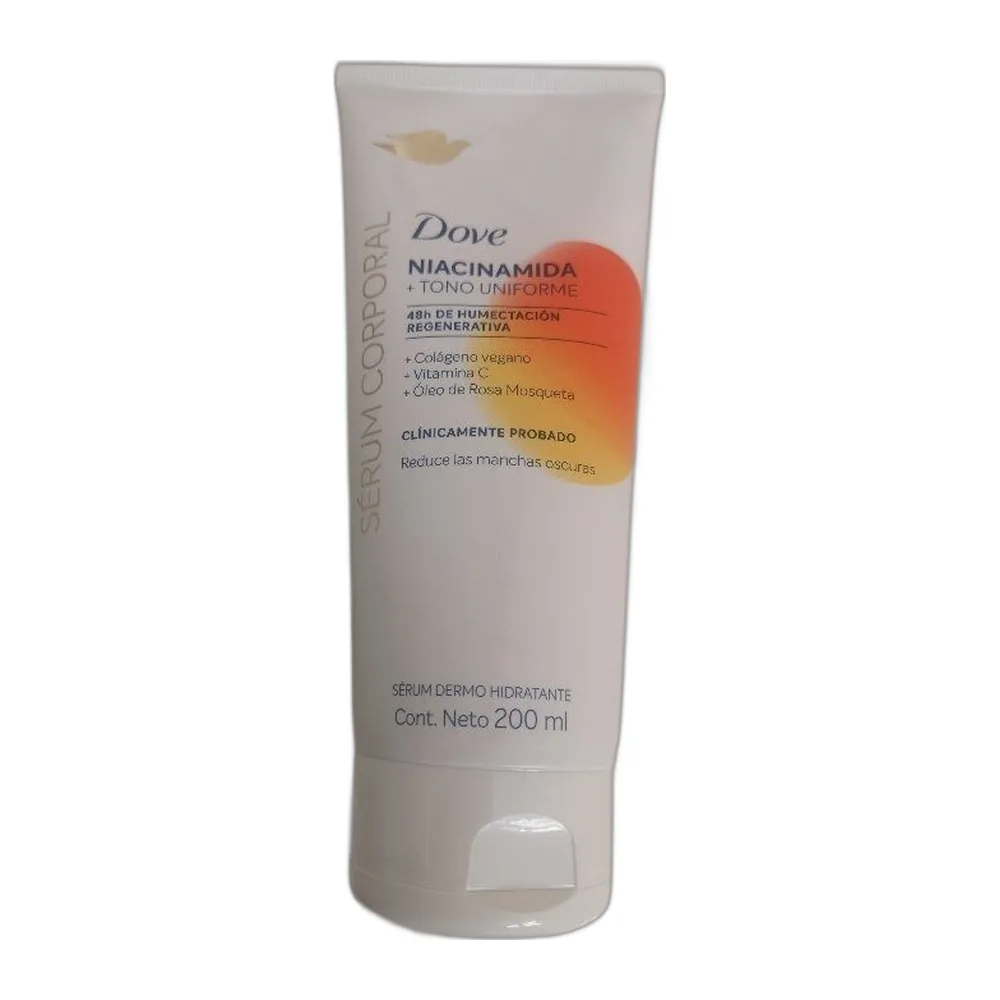 SÉRUM CORPORAL
Dove
NIACINAMIDA
+ TONO UNIFORME
48h DE HUMECTACIÓN
REGENERATIVA
+ Colágeno vegano
+ Vitamina C
+ Óleo de Rosa Mosqueta
CLÍNICAMENTE PROBADO
Reduce las manchas oscuras
SÉRUM DERMO HIDRATANTE
Cont. Neto 200 ml